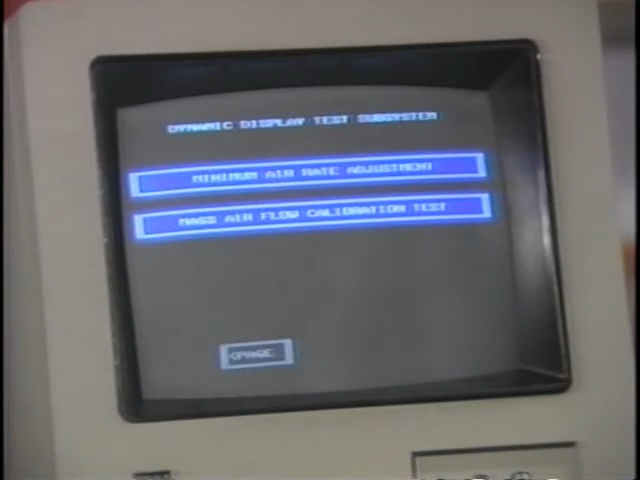 DYNAMIC DISPLAY TEST SUBSYSTEM
MINIMUM AIR RATE ADJUSTMENT
MASS AIR FLOW CALIBRATION TEST
<PAGE